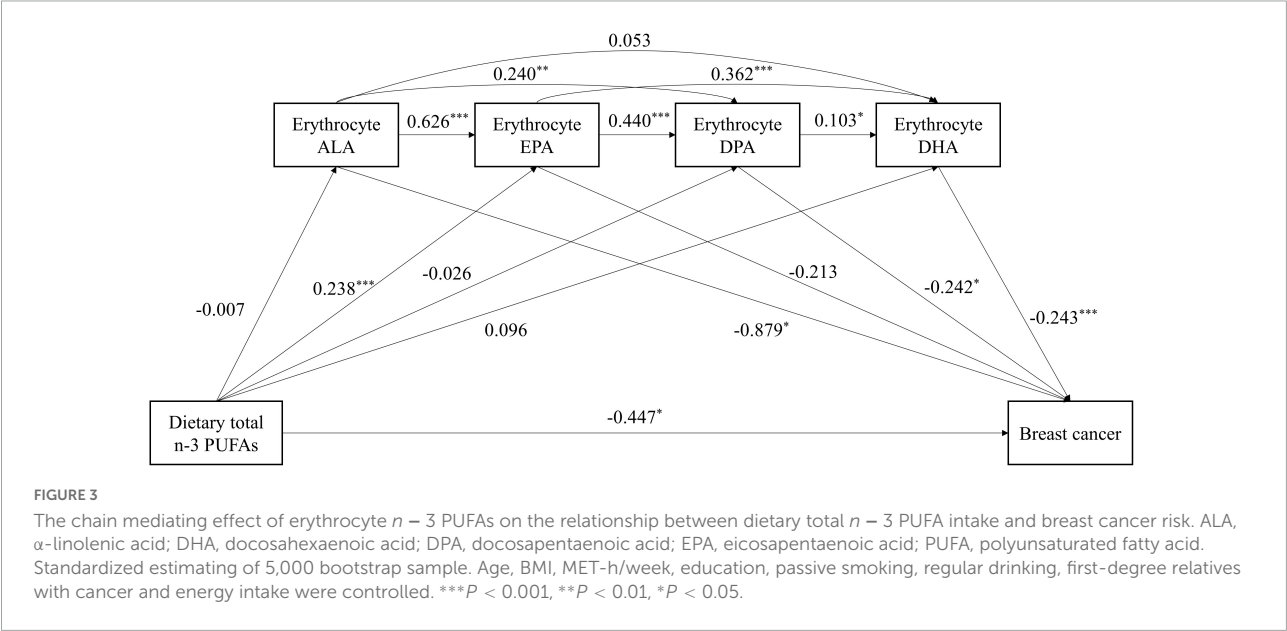 0.053
0.240** 0.362***
Erythrocyte
ALA
0.626***
Erythrocyte
EPA
0.440***
Erythrocyte
DPA
0.103*
Erythrocyte
DHA
-0.007
0.238***
-0.026
0.096
-0.879*
-0.213
-0.242*
-0.243***
Dietary total
n-3 PUFAs
-0.447*
Breast cancer
FIGURE 3
The chain mediating effect of erythrocyte n − 3 PUFAs on the relationship between dietary total n − 3 PUFA intake and breast cancer risk. ALA,
α-linolenic acid; DHA, docosahexaenoic acid; DPA, docosapentaenoic acid; EPA, eicosapentaenoic acid; PUFA, polyunsaturated fatty acid.
Standardized estimating of 5,000 bootstrap sample. Age, BMI, MET-h/week, education, passive smoking, regular drinking, first-degree relatives
with cancer and energy intake were controlled. ***P < 0.001, **P < 0.01, *P < 0.05.